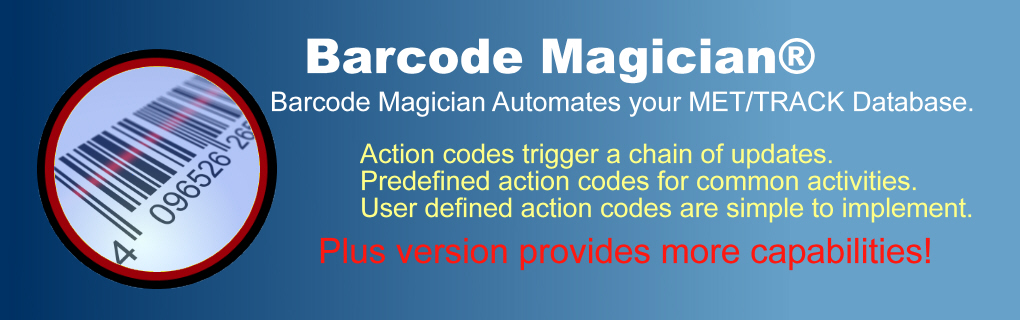 Barcode Magician®
Barcode Magician Automates your MET/TRACK Database.
Action codes trigger a chain of updates.
Predefined action codes for common activities.
User defined action codes are simple to implement.
Plus version provides more capabilities!
4 096526 265